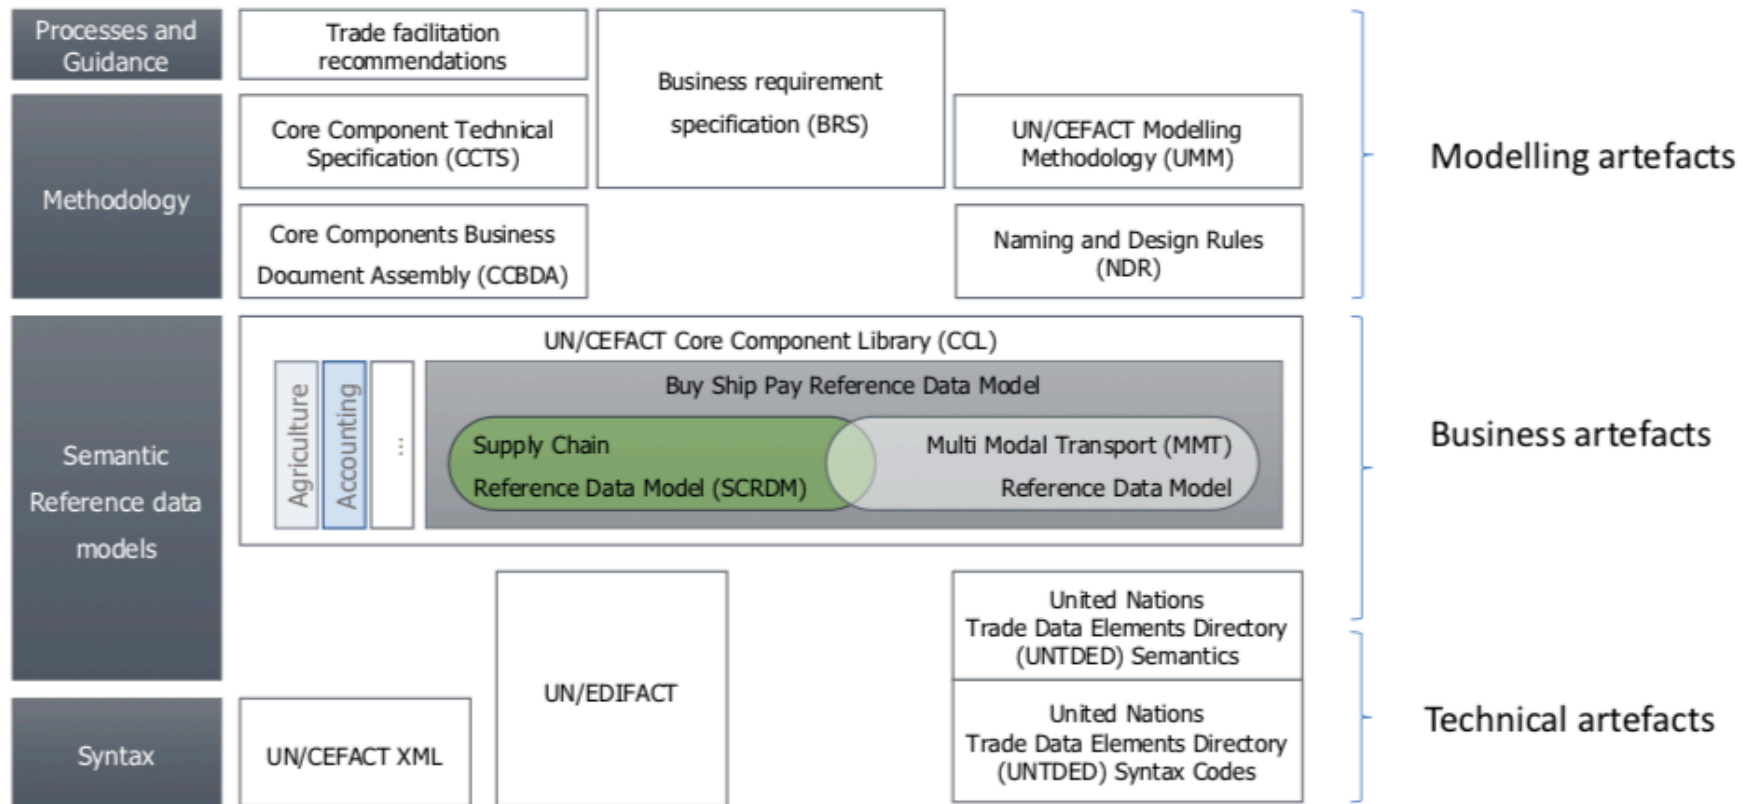 Processes and
Guidance
Trade facilitation
recommendations
Business requirement
specification (BRS)
Methodology
Core Component Technical
Specification (CCTS)
UN/CEFACT Modelling
Methodology (UMM)
Modelling artefacts
Core Components Business
Document Assembly (CCBDA)
Naming and Design Rules
(NDR)
Semantic
Reference data
models
UN/CEFACT Core Component Library (CCL)
Agriculture
Accounting
...
Buy Ship Pay Reference Data Model
Supply Chain
Reference Data Model (SCRDM)
Multi Modal Transport (MMT)
Reference Data Model
Business artefacts
UN/EDIFACT
United Nations
Trade Data Elements Directory
(UNTDED) Semantics
Syntax
UN/CEFACT XML
United Nations
Trade Data Elements Directory
(UNTDED) Syntax Codes
Technical artefacts